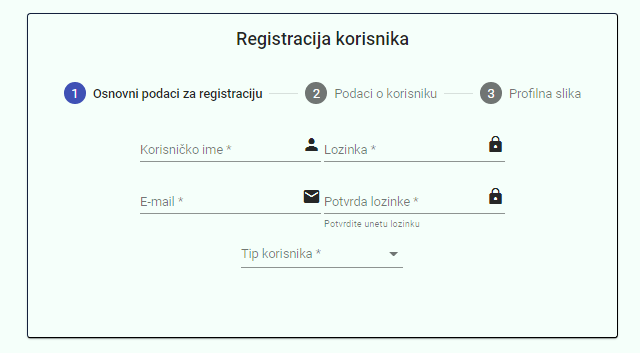 Registracija korisnika
1 Osnovni podaci za registraciju 2 Podaci o korisniku 3 Profilna slika
Korisničko ime * Lozinka *
E-mail * Potvrda lozinke *
Potvrdite unetu lozinku
Tip korisnika *